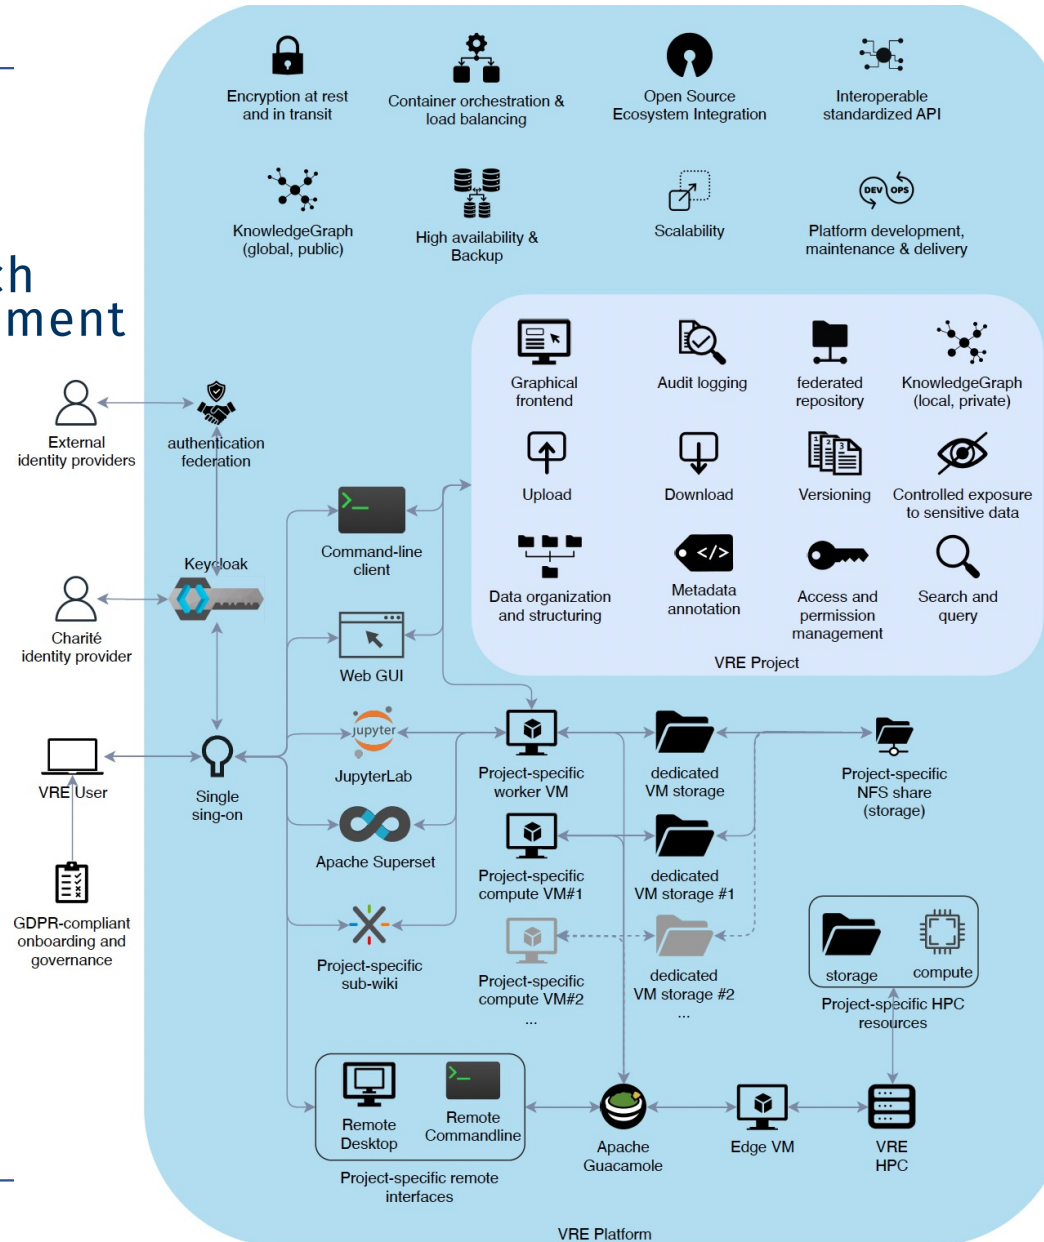 Encryption at rest
and in transit
Container orchestration &
load balancing
Open Source
Ecosystem Integration
Interoperable
standardized API
KnowledgeGraph
(global, public)
High availability &
Backup
Scalability
DEV OPS
Platform development,
maintenance & delivery
ch
ment
Graphical
frontend
Audit logging
federated
repository
KnowledgeGraph
(local, private)
Upload
Download
1 2 3
Versioning
Controlled exposure
to sensitive data
Data organization
and structuring
</>
Metadata
annotation
Access and
permission
management
Search and
query
VRE Project
External
identity providers
authentication
federation
Keycloak
Charité
identity provider
>_
Command-line
client
Web GUI
VRE User
Single
sing-on
jupyter
JupyterLab
Apache Superset
Project-specific
sub-wiki
GDPR-compliant
onboarding and
governance
Project-specific
worker VM
dedicated
VM storage
Project-specific
NFS share
(storage)
Project-specific
compute VM#1
dedicated
VM storage #1
Project-specific
compute VM#2
...
dedicated
VM storage #2
...
storage
compute
Project-specific HPC
resources
Remote
Desktop
>_
Remote
Commandline
Project-specific remote
interfaces
Apache
Guacamole
Edge VM
VRE
HPC
VRE Platform